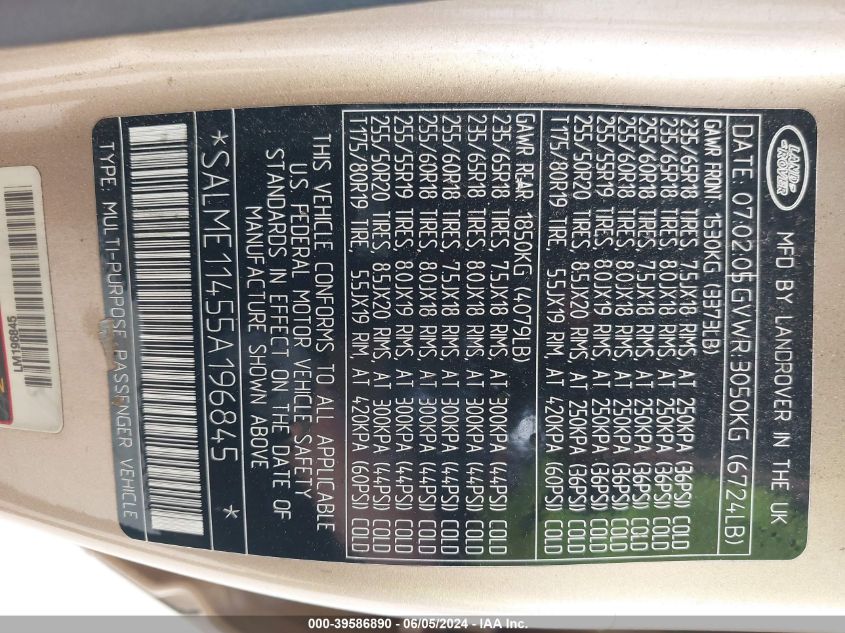 LAND
ROVER
MFD BY LANDROVER IN THE UK
DATE: 07.02.05 GVWR:3050KG (6724LB)
GAWR FRONT: 1530KG (3373LB)
235/65R18 TIRES 7.5JX18 RIMS AT 250KPA (36PSI) COLD
235/65R18 TIRES 8.0JX18 RIMS AT 250KPA (36PSI) COLD
255/60R18 TIRES 7.5JX18 RIMS AT 250KPA (36PSI) COLD
255/60R18 TIRES 8.0JX18 RIMS AT 250KPA (36PSI) COLD
255/55R19 TIRES 8.0JX19 RIMS AT 250KPA (36PSI) COLD
255/50R20 TIRES 8.5JX20 RIMS AT 250KPA (36PSI) COLD
T175/80R19 TIRE 5.5JX19 RIM AT 420KPA (60PSI) COLD
GAWR REAR: 1850KG (4079LB)
235/65R18 TIRES 7.5JX18 RIMS AT 300KPA (44PSI) COLD
235/65R18 TIRES 8.0JX18 RIMS AT 300KPA (44PSI) COLD
255/60R18 TIRES 7.5JX18 RIMS AT 300KPA (44PSI) COLD
255/60R18 TIRES 8.0JX18 RIMS AT 300KPA (44PSI) COLD
255/55R19 TIRES 8.0JX19 RIMS AT 300KPA (44PSI) COLD
255/50R20 TIRES 8.5JX20 RIMS AT 300KPA (44PSI) COLD
T175/80R19 TIRE 5.5JX19 RIM AT 420KPA (60PSI) COLD
THIS VEHICLE CONFORMS TO ALL APPLICABLE
US FEDERAL MOTOR VEHICLE SAFETY
STANDARDS IN EFFECT ON THE DATE OF
MANUFACTURE SHOWN ABOVE
*SALME11455A196845 *
TYPE: MULTI-PURPOSE PASSENGER VEHICLE
LM196845
000-39586890 - 06/05/2024 - IAA Inc.